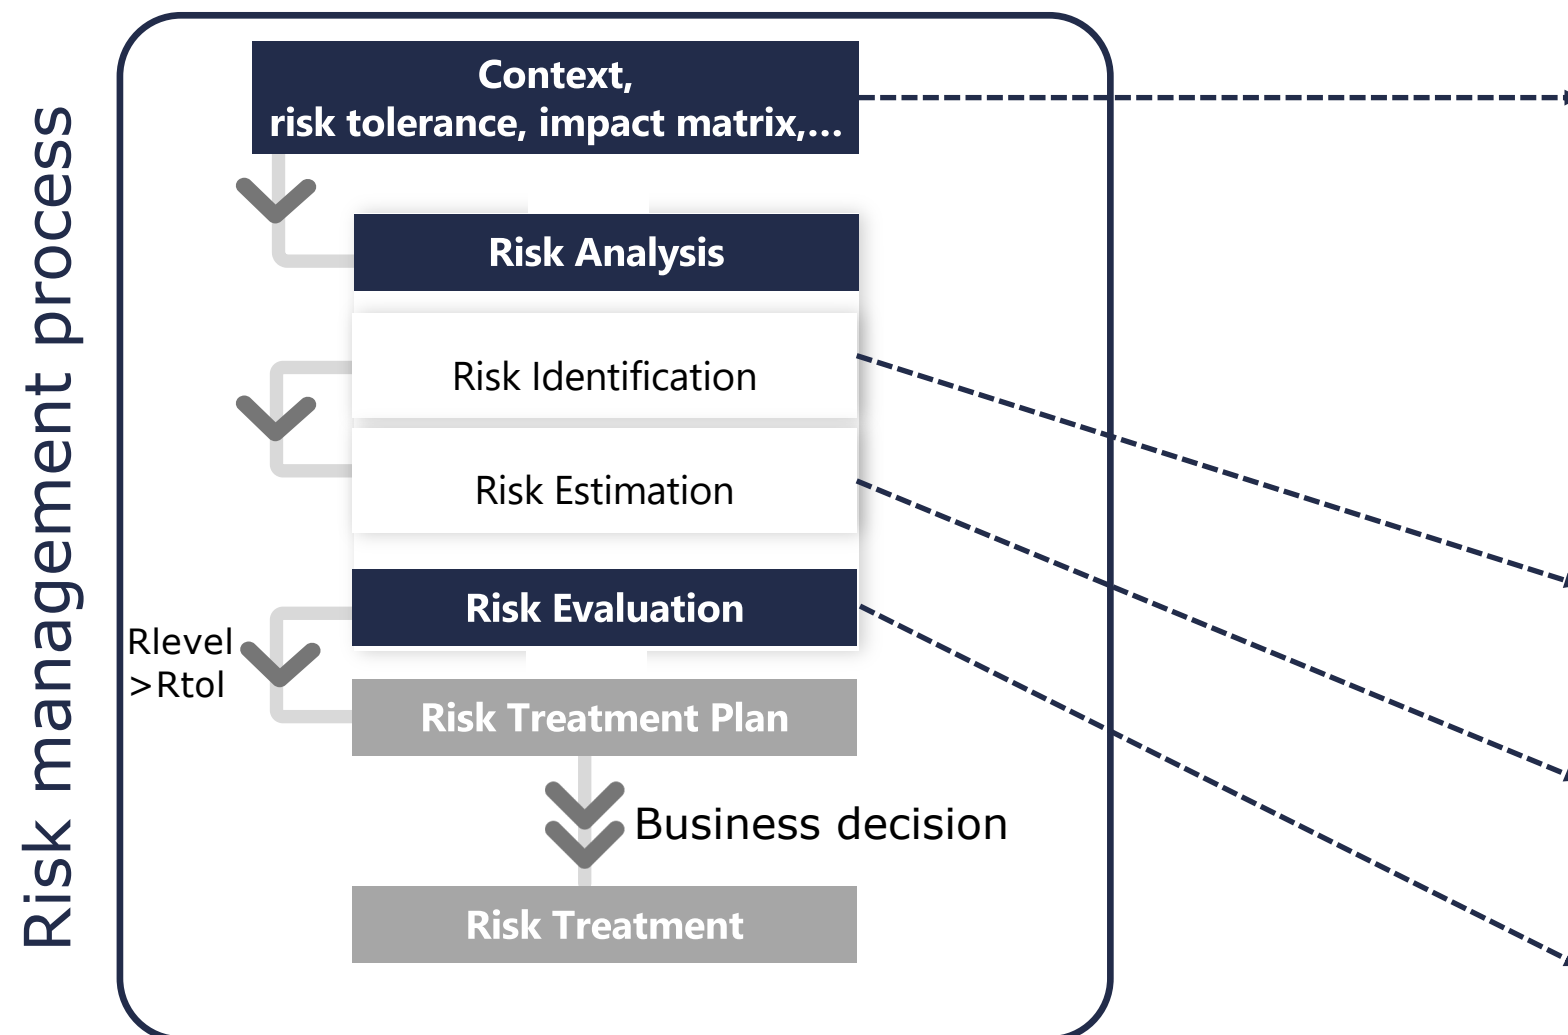 Risk management process
Context,
risk tolerance, impact matrix,...
Risk Analysis
Risk Identification
Risk Estimation
Risk Evaluation
Rlevel
>Rtol
Risk Treatment Plan
Business decision
Risk Treatment